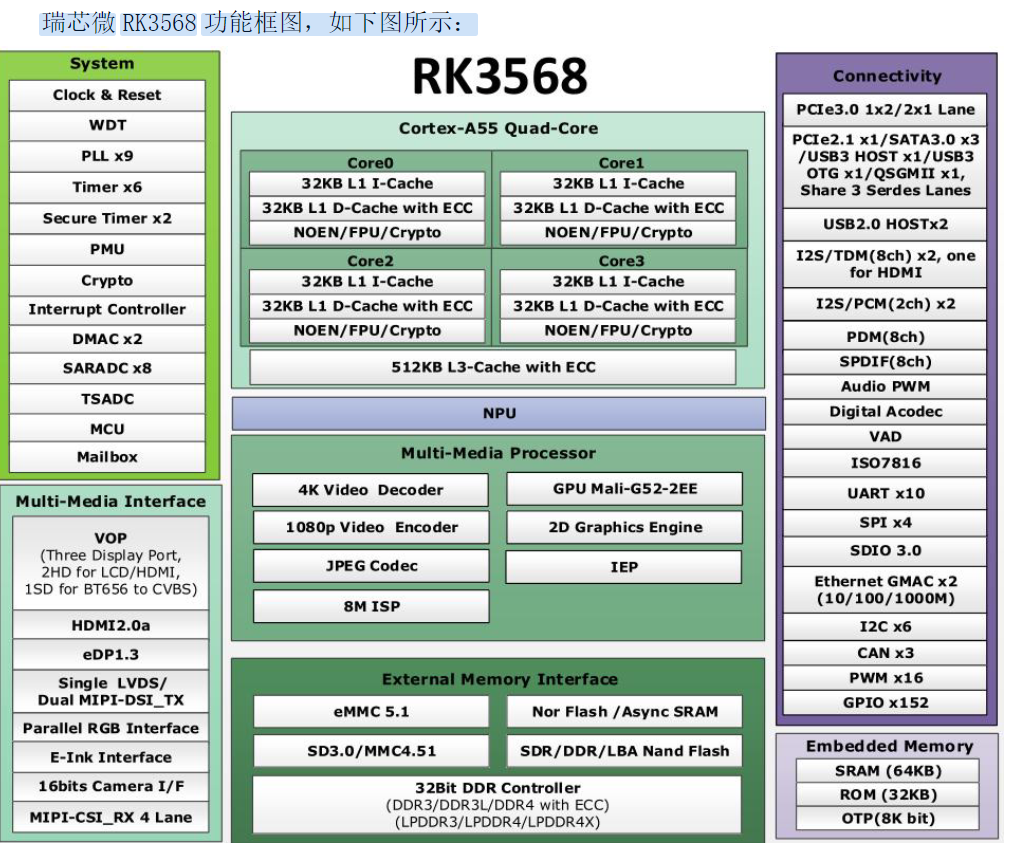 瑞芯微 RK3568 功能框图，如下图所示：
RK3568
System
Clock & Reset
WDT
PLL x9
Timer x6
Secure Timer x2
PMU
Crypto
Interrupt Controller
DMAC x2
SARADC x8
TSADC
MCU
Mailbox
Multi-Media Interface
VOP
(Three Display Port,
2HD for LCD/HDMI,
1SD for BT656 to CVBS)
HDMI2.0a
eDP1.3
Single LVDS/
Dual MIPI-DSI_TX
Parallel RGB Interface
E-Ink Interface
16bits Camera I/F
MIPI-CSI_RX 4 Lane
Cortex-A55 Quad-Core
Core0
32KB L1 I-Cache
32KB L1 D-Cache with ECC
NOEN/FPU/Crypto
Core1
32KB L1 I-Cache
32KB L1 D-Cache with ECC
NOEN/FPU/Crypto
Core2
32KB L1 I-Cache
32KB L1 D-Cache with ECC
NOEN/FPU/Crypto
Core3
32KB L1 I-Cache
32KB L1 D-Cache with ECC
NOEN/FPU/Crypto
512KB L3-Cache with ECC
NPU
Multi-Media Processor
4K Video Decoder
GPU Mali-G52-2EE
1080p Video Encoder
2D Graphics Engine
JPEG Codec
IEP
8M ISP
External Memory Interface
eMMC 5.1
Nor Flash /Async SRAM
SD3.0/MMC4.51
SDR/DDR/LBA Nand Flash
32Bit DDR Controller
(DDR3/DDR3L/DDR4 with ECC)
(LPDDR3/LPDDR4/LPDDR4X)
Connectivity
PCIe3.0 1x2/2x1 Lane
PCIe2.1 x1/SATA3.0 x3
/USB3 HOST x1/USB3
OTG x1/QSGMII x1,
Share 3 Serdes Lanes
USB2.0 HOSTx2
I2S/TDM(8ch) x2, one
for HDMI
I2S/PCM(2ch) x2
PDM(8ch)
SPDIF(8ch)
Audio PWM
Digital Acodec
VAD
ISO7816
UART x10
SPI x4
SDIO 3.0
Ethernet GMAC x2
(10/100/1000M)
I2C x6
CAN x3
PWM x16
GPIO x152
Embedded Memory
SRAM (64KB)
ROM (32KB)
OTP(8K bit)